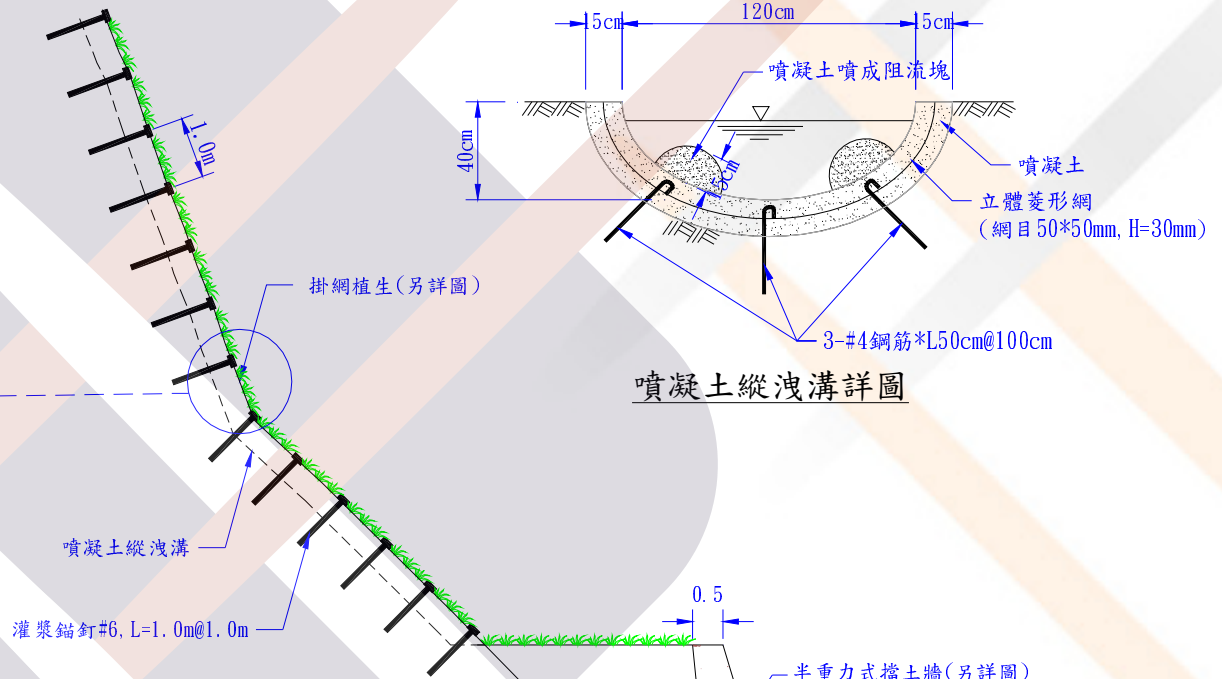 15cm
120cm
15cm
噴凝土噴成阻流塊
40cm
15cm
噴凝土
立體菱形網
(網目50*50mm, H=30mm)
3-#4鋼筋*L50cm@100cm
噴凝土縱洩溝詳圖
1.0m
掛網植生(另詳圖)
噴凝土縱洩溝
灌漿錨釘#6, L=1.0m@1.0m
0.5
半重力式擋土牆(另詳圖)